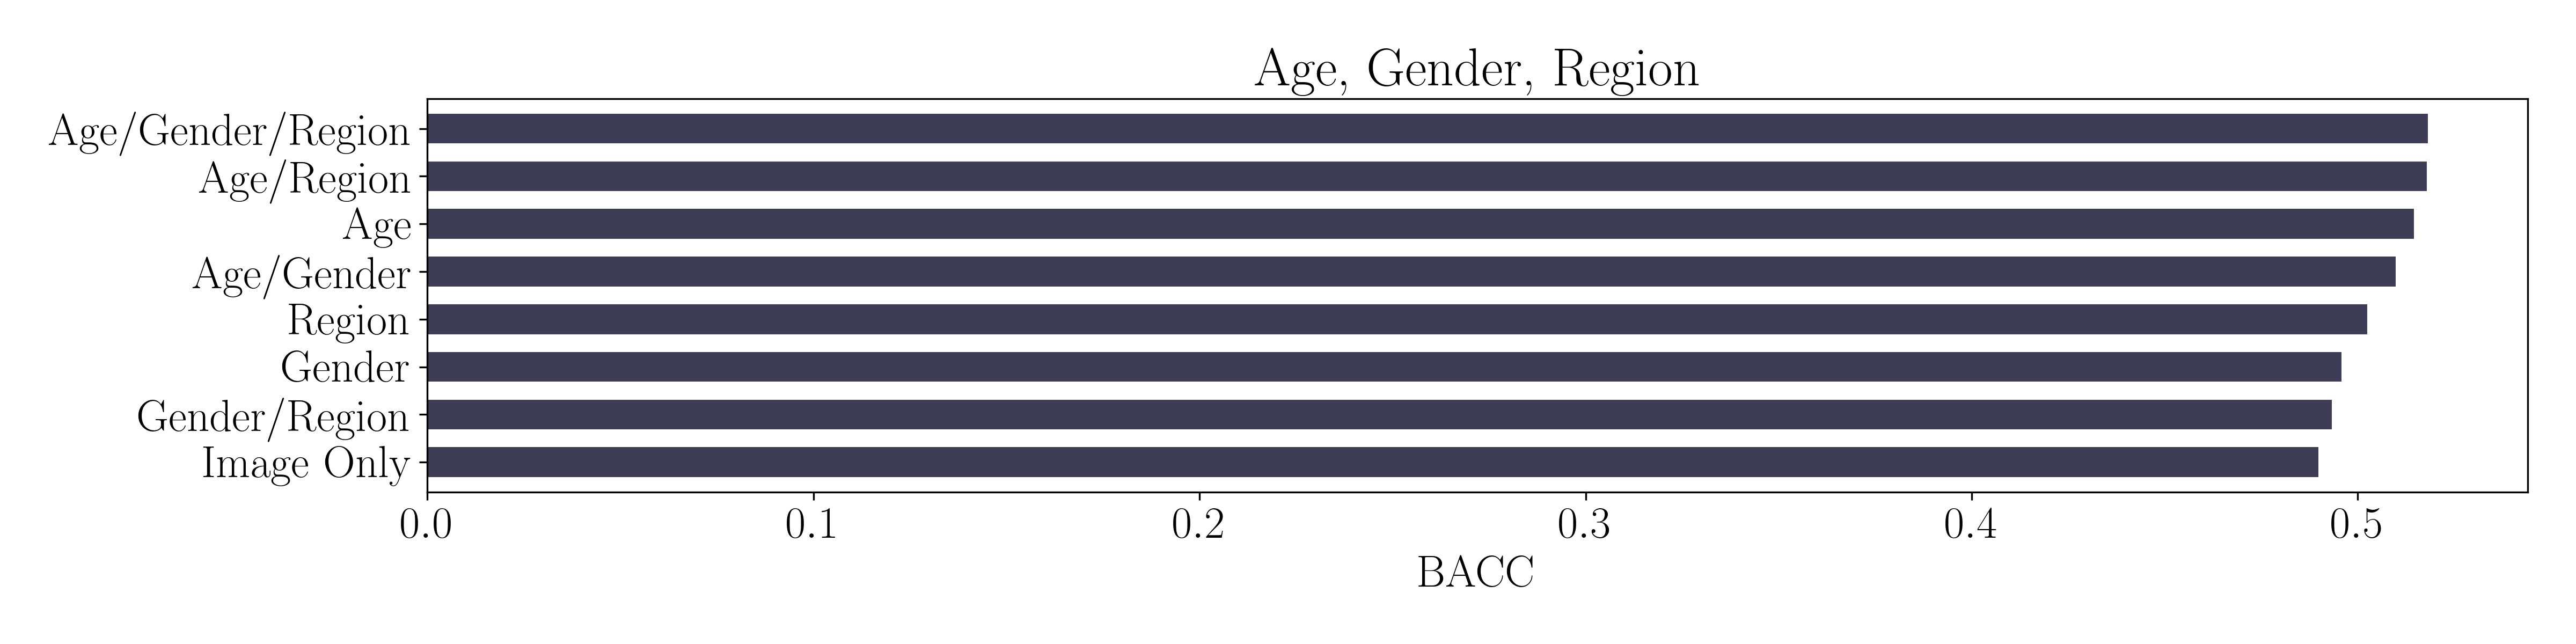 Age, Gender, Region
Age/Gender/Region
Age/Region
Age
Age/Gender
Region
Gender
Gender/Region
Image Only
0.0 0.1 0.2 0.3 0.4 0.5
BACC